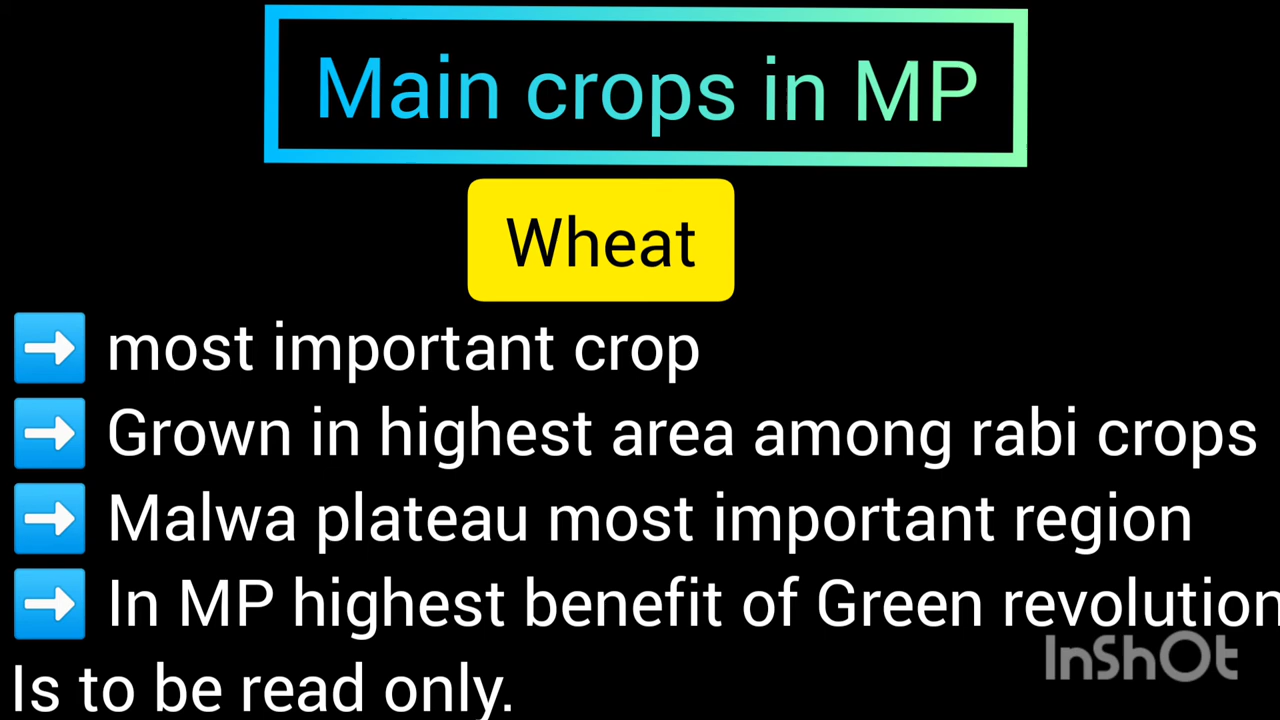 Main crops in MP
Wheat
➡ most important crop
➡ Grown in highest area among rabi crops
➡ Malwa plateau most important region
➡ In MP highest benefit of Green revolution
Is to be read only.
InShOt